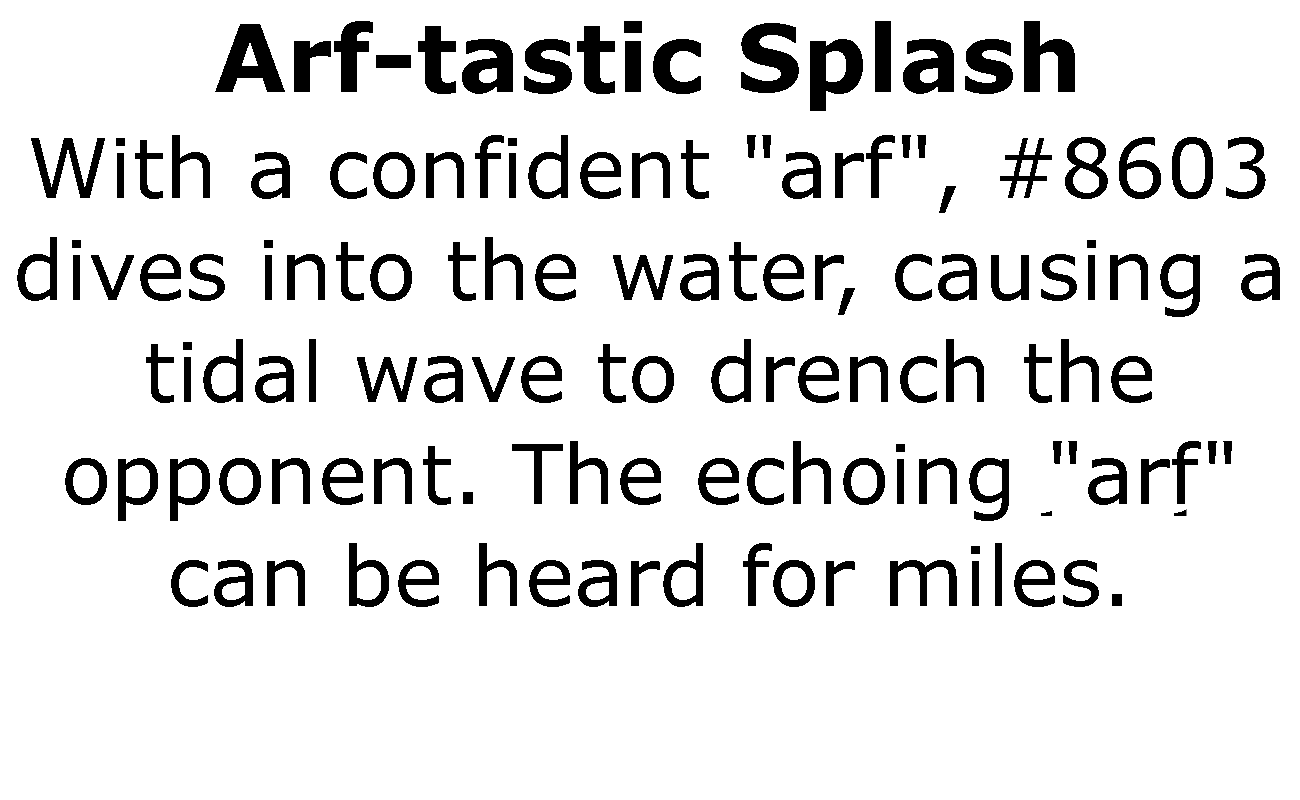 Arf-tastic Splash
With a confident "arf", #8603
dives into the water, causing a
tidal wave to drench the
opponent. The echoing "arf"
can be heard for miles.